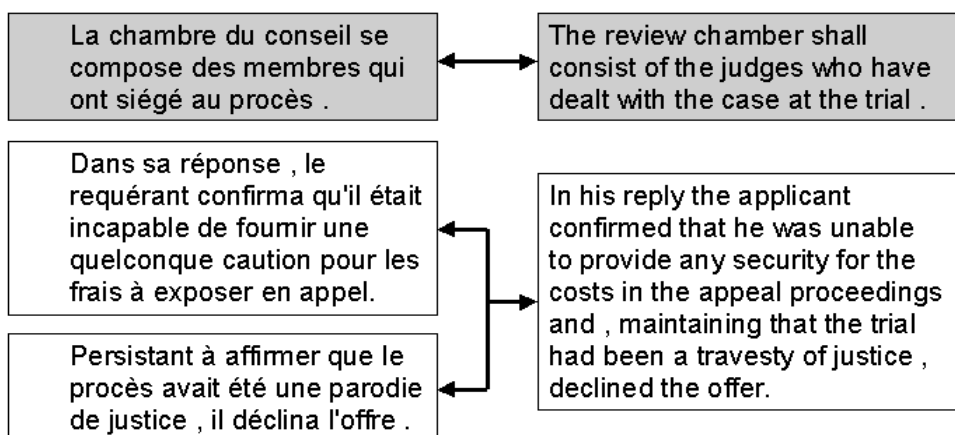 La chambre du conseil se
compose des membres qui
ont siégé au procès .
The review chamber shall
consist of the judges who have
dealt with the case at the trial .
Dans sa réponse , le
requérant confirma qu'il était
incapable de fournir une
quelconque caution pour les
frais à exposer en appel.
Persistant à affirmer que le
procès avait été une parodie
de justice , il déclina l'offre .
In his reply the applicant
confirmed that he was unable
to provide any security for the
costs in the appeal proceedings
and , maintaining that the trial
had been a travesty of justice ,
declined the offer.